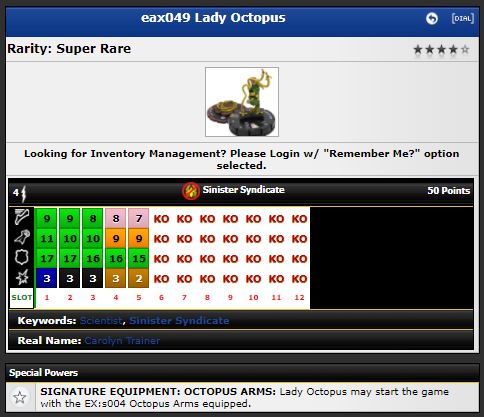 eax049 Lady Octopus
[DIAL]
Rarity: Super Rare
Looking for Inventory Management? Please Login w/ "Remember Me?" option
selected.
4 Sinister Syndicate 50 Points
9 9 8 8 7 KO KO KO KO KO KO KO
11 10 10 9 9 KO KO KO KO KO KO KO
17 17 16 16 15 KO KO KO KO KO KO KO
3 3 3 3 2 KO KO KO KO KO KO KO
SLOT 1 2 3 4 5 6 7 8 9 10 11 12
Keywords: Scientist, Sinister Syndicate
Real Name: Carolyn Trainer
Special Powers
SIGNATURE EQUIPMENT: OCTOPUS ARMS: Lady Octopus may start the game
with the EX:s004 Octopus Arms equipped.